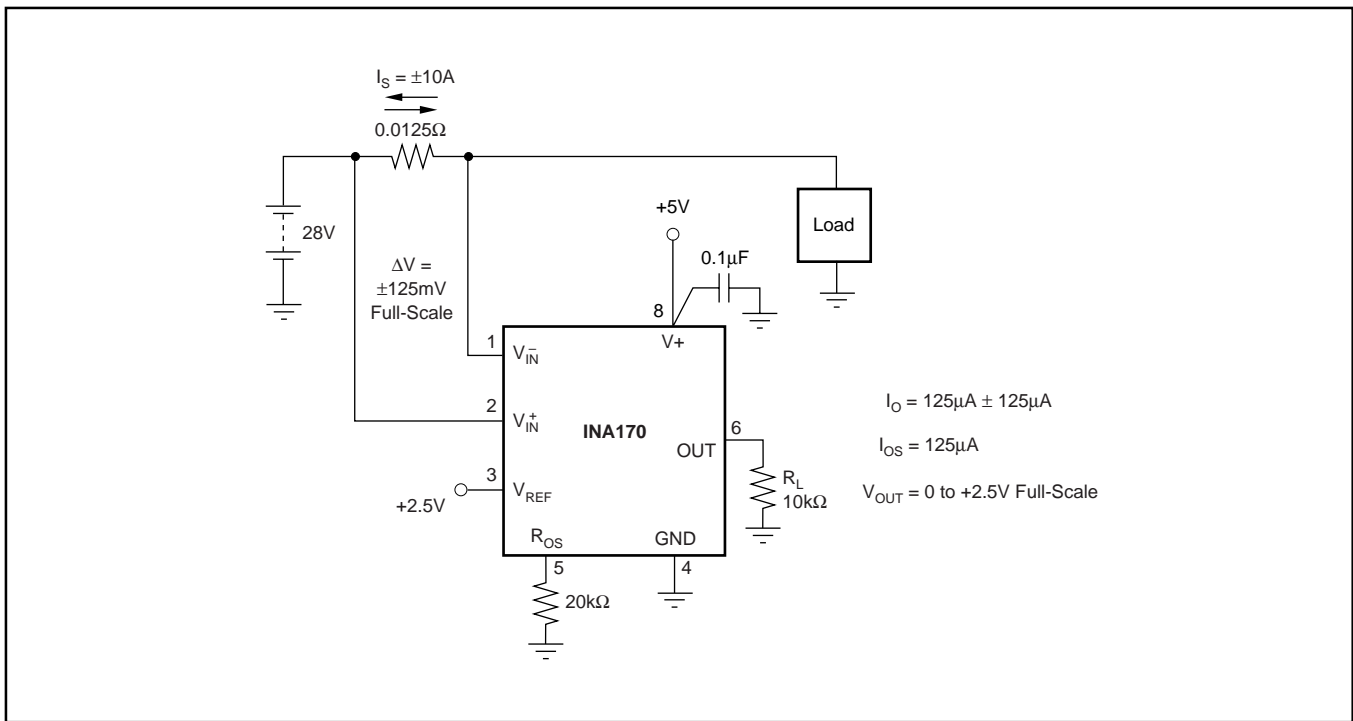 I_S = ±10A
0.0125Ω
28V
ΔV =
±125mV
Full-Scale
+5V
0.1µF
Load
8
V+
1
V_IN^−
2
V_IN^+
INA170
6
OUT
3
V_REF
+2.5V
R_OS
GND
5
4
20kΩ
R_L
10kΩ
I_O = 125µA ± 125µA
I_OS = 125µA
V_OUT = 0 to +2.5V Full-Scale